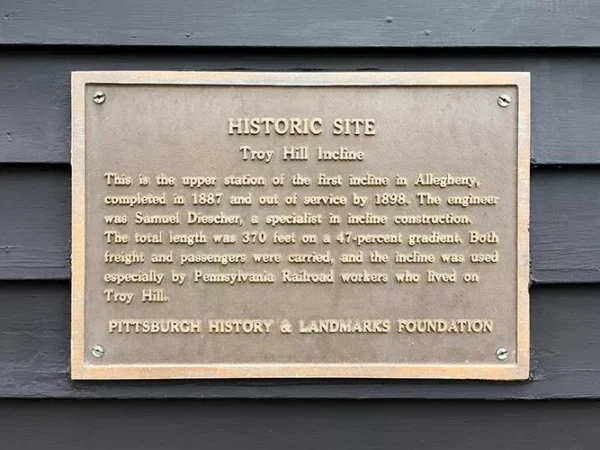 HISTORIC SITE
Troy Hill Incline
This is the upper station of the first incline in Allegheny,
completed in 1887 and out of service by 1898. The engineer
was Samuel Diescher, a specialist in incline construction.
The total length was 370 feet on a 47-percent gradient. Both
freight and passengers were carried, and the incline was used
especially by Pennsylvania Railroad workers who lived on
Troy Hill.
PITTSBURGH HISTORY & LANDMARKS FOUNDATION